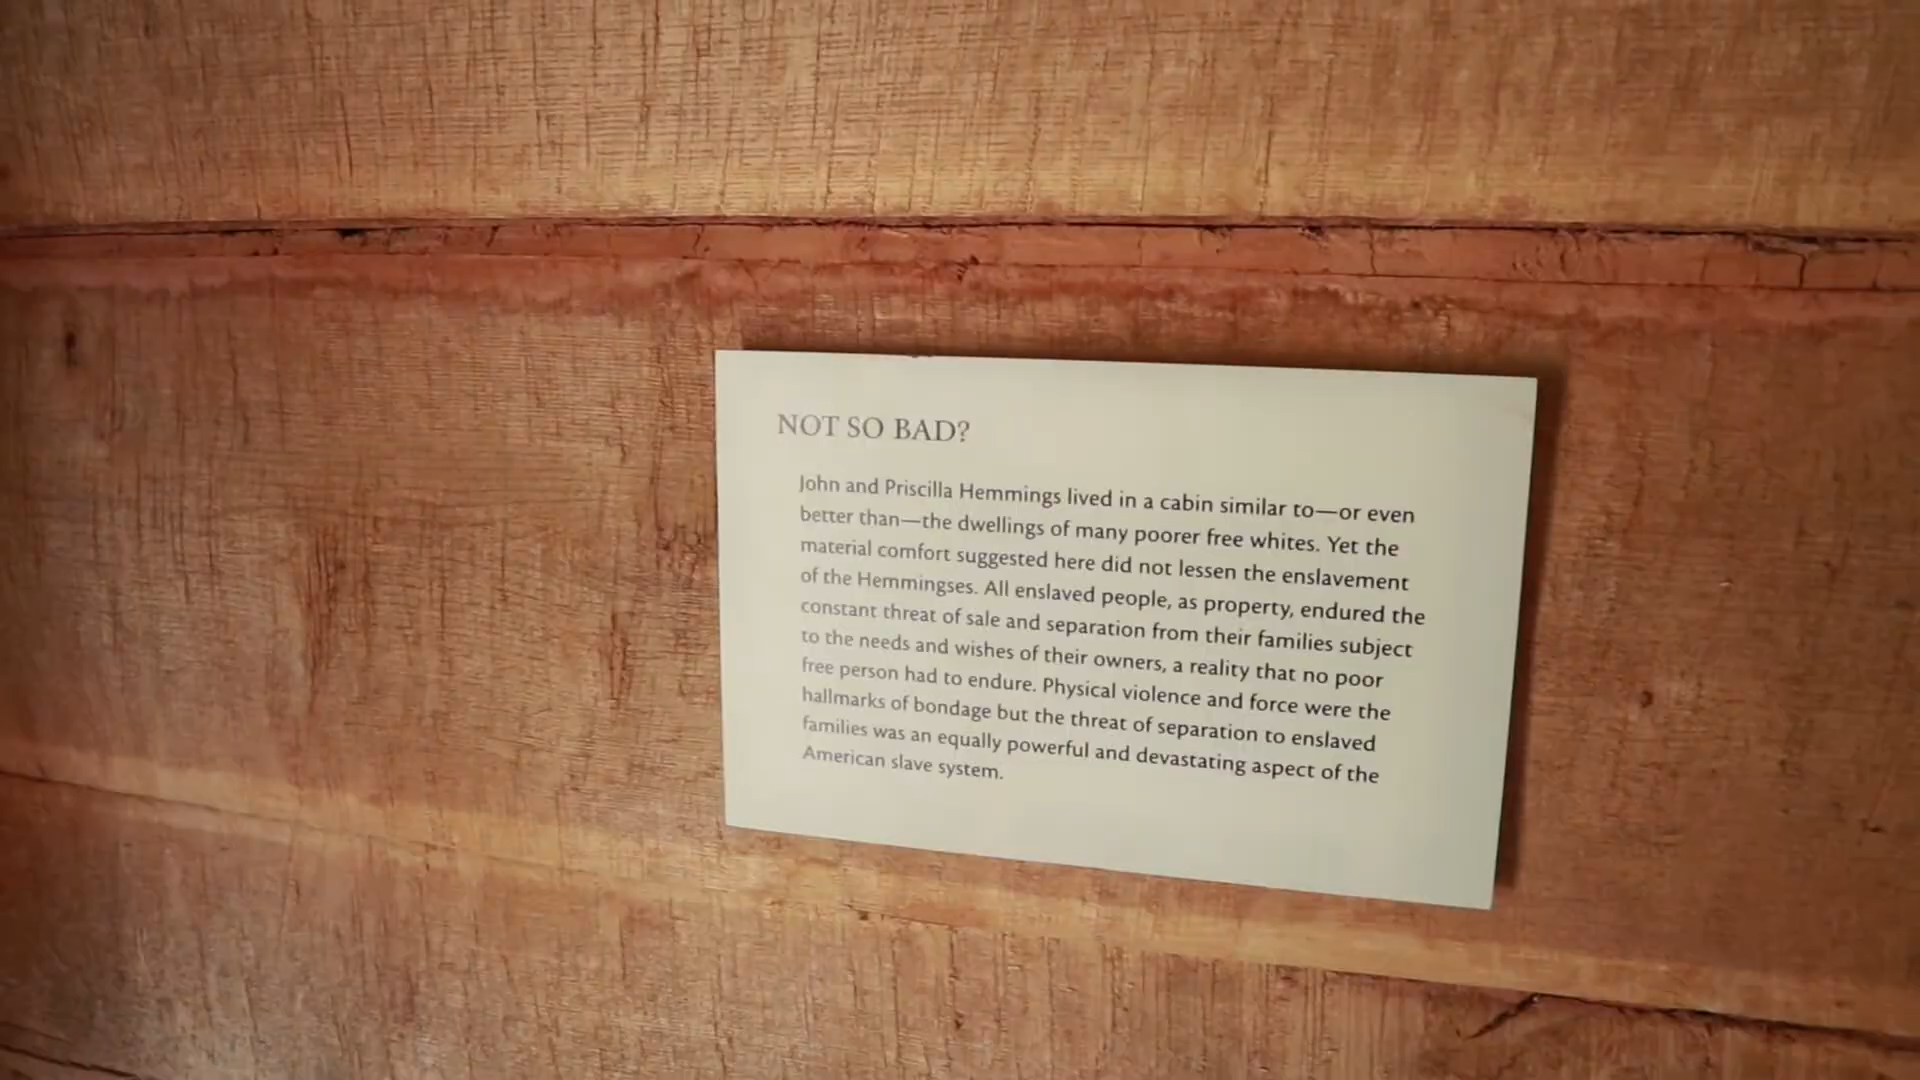 NOT SO BAD?
John and Priscilla Hemmings lived in a cabin similar to—or even
better than—the dwellings of many poorer free whites. Yet the
material comfort suggested here did not lessen the enslavement
of the Hemmingses. All enslaved people, as property, endured the
constant threat of sale and separation from their families subject
to the needs and wishes of their owners, a reality that no poor
free person had to endure. Physical violence and force were the
hallmarks of bondage but the threat of separation to enslaved
families was an equally powerful and devastating aspect of the
American slave system.